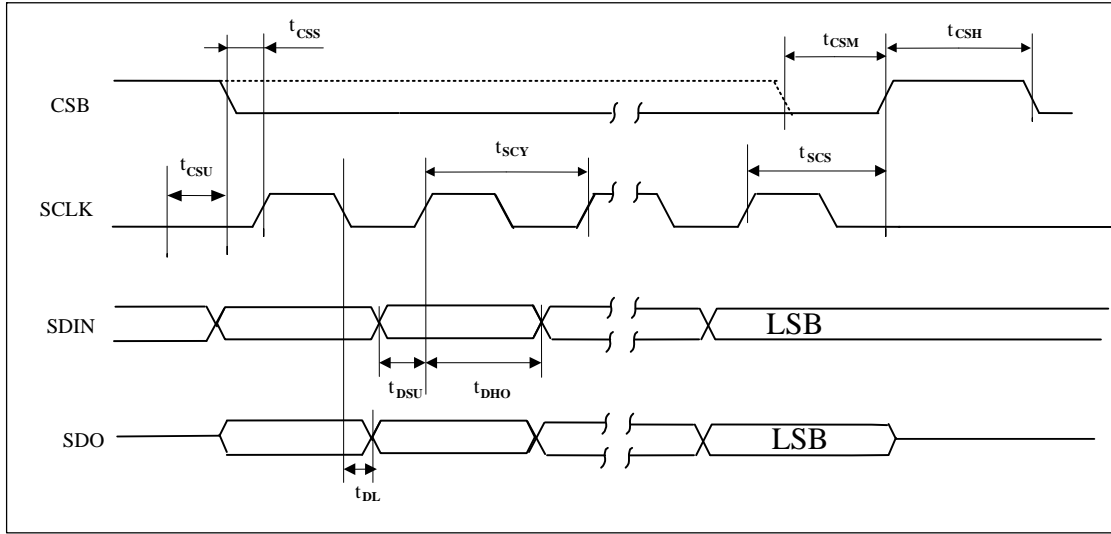 tCSS
tCSM
tCSH
CSB
tCSU
tSCY
tSCS
SCLK
SDIN
LSB
tDSU
tDHO
SDO
LSB
tDL